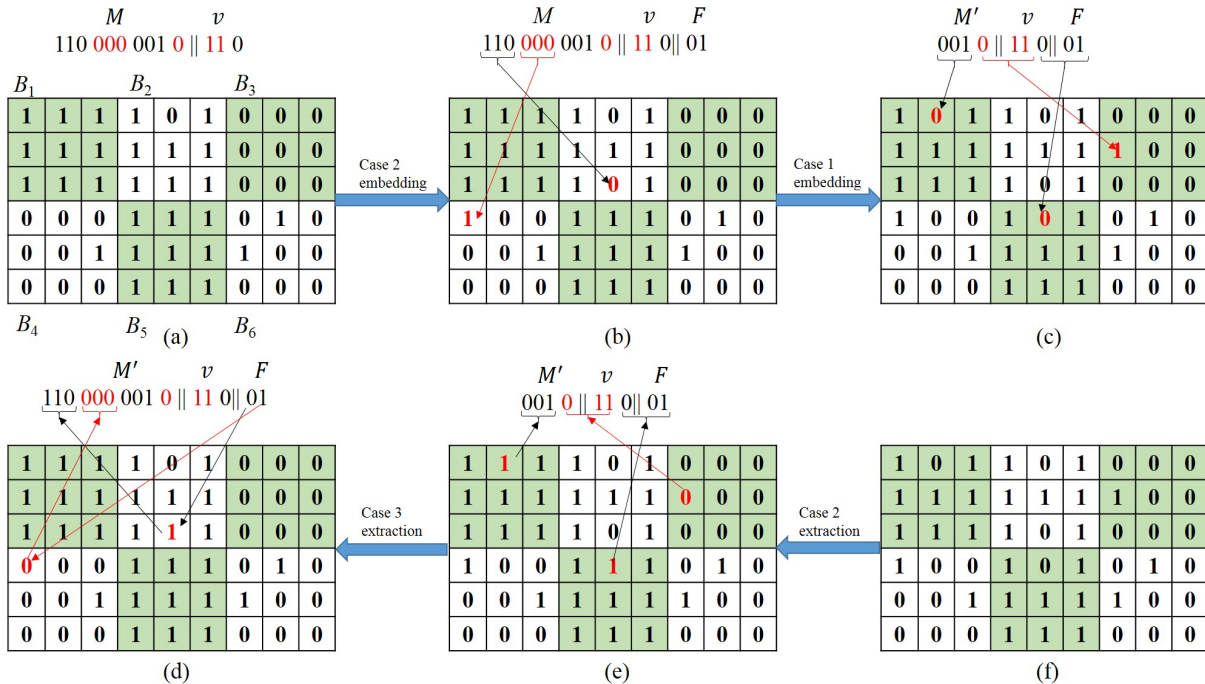 M v
110 000 001 0 || 11 0
B₁ B₂ B₃
1 1 1 1 0 1 0 0 0
1 1 1 1 1 1 0 0 0
1 1 1 1 1 1 0 0 0
0 0 0 1 1 1 0 1 0
0 0 1 1 1 1 1 0 0
0 0 0 1 1 1 0 0 0
B₄ B₅ B₆
(a)
Case 2
embedding
M v F
110 000 001 0 || 11 0|| 01
1 1 1 1 0 1 0 0 0
1 1 1 1 1 1 0 0 0
1 1 1 1 0 1 0 0 0
1 0 0 1 1 1 0 1 0
0 0 1 1 1 1 1 0 0
0 0 0 1 1 1 0 0 0
(b)
Case 1
embedding
M′ v F
001 0 || 11 0|| 01
1 0 1 1 0 1 0 0 0
1 1 1 1 1 1 1 0 0
1 1 1 1 0 1 0 0 0
1 0 0 1 0 1 0 1 0
0 0 1 1 1 1 1 0 0
0 0 0 1 1 1 0 0 0
(c)
M′ v F
110 000 001 0 || 11 0|| 01
1 1 1 1 0 1 0 0 0
1 1 1 1 1 1 0 0 0
1 1 1 1 1 1 0 0 0
0 0 0 1 1 1 0 1 0
0 0 1 1 1 1 1 0 0
0 0 0 1 1 1 0 0 0
(d)
Case 3
extraction
M′ v F
001 0 || 11 0|| 01
1 1 1 1 0 1 0 0 0
1 1 1 1 1 1 0 0 0
1 1 1 1 0 1 0 0 0
1 0 0 1 1 1 0 1 0
0 0 1 1 1 1 1 0 0
0 0 0 1 1 1 0 0 0
(e)
Case 2
extraction
1 0 1 1 0 1 0 0 0
1 1 1 1 1 1 1 0 0
1 1 1 1 0 1 0 0 0
1 0 0 1 0 1 0 1 0
0 0 1 1 1 1 1 0 0
0 0 0 1 1 1 0 0 0
(f)